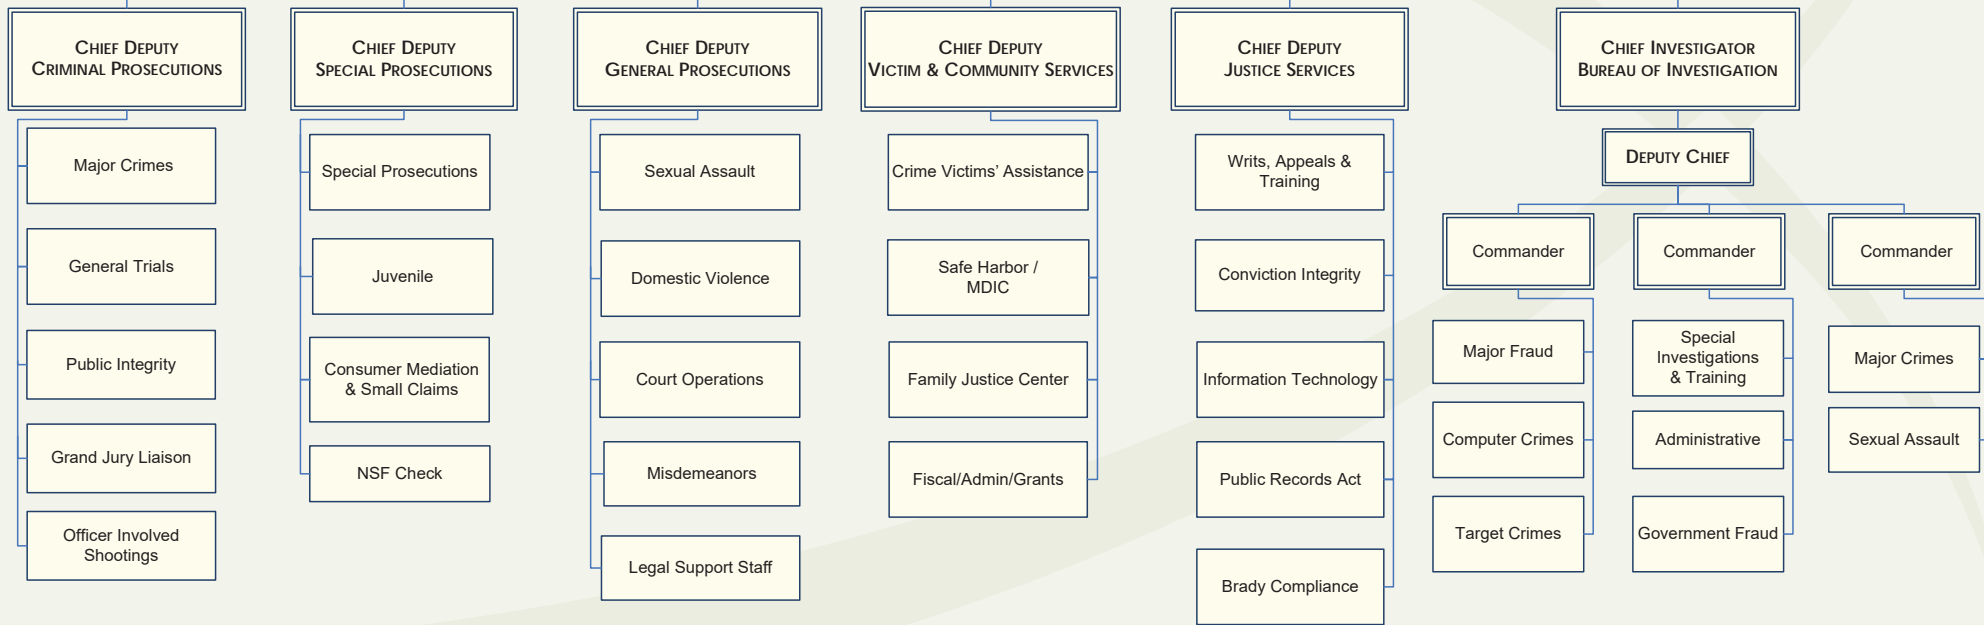 CHIEF DEPUTY
CRIMINAL PROSECUTIONS
Major Crimes
General Trials
Public Integrity
Grand Jury Liaison
Officer Involved
Shootings
CHIEF DEPUTY
SPECIAL PROSECUTIONS
Special Prosecutions
Juvenile
Consumer Mediation
& Small Claims
NSF Check
CHIEF DEPUTY
GENERAL PROSECUTIONS
Sexual Assault
Domestic Violence
Court Operations
Misdemeanors
Legal Support Staff
CHIEF DEPUTY
VICTIM & COMMUNITY SERVICES
Crime Victims’ Assistance
Safe Harbor /
MDIC
Family Justice Center
Fiscal/Admin/Grants
CHIEF DEPUTY
JUSTICE SERVICES
Writs, Appeals &
Training
Conviction Integrity
Information Technology
Public Records Act
Brady Compliance
CHIEF INVESTIGATOR
BUREAU OF INVESTIGATION
DEPUTY CHIEF
Commander
Major Fraud
Computer Crimes
Target Crimes
Commander
Special
Investigations
& Training
Administrative
Government Fraud
Commander
Major Crimes
Sexual Assault